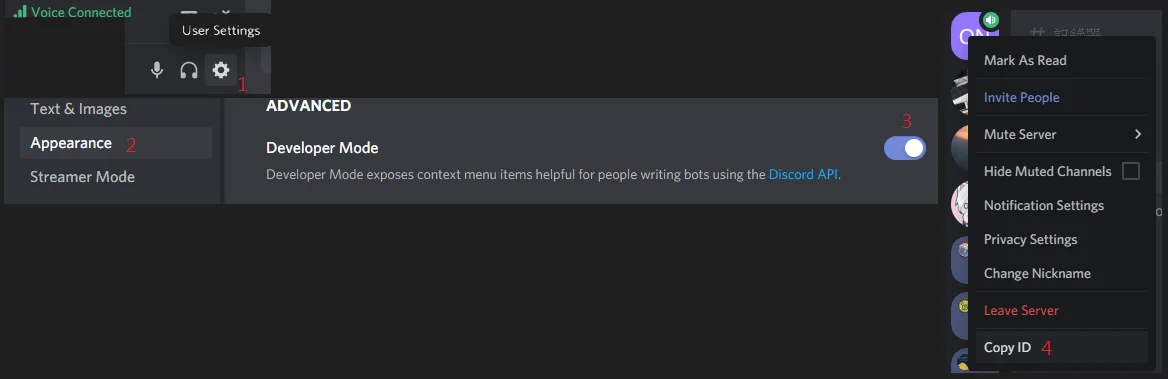 Voice Connected
User Settings
1
Text & Images
Appearance 2
Streamer Mode
ADVANCED
3
Developer Mode
Developer Mode exposes context menu items helpful for people writing bots using the Discord API.
ON
Mark As Read
Invite People
Mute Server
Hide Muted Channels
Notification Settings
Privacy Settings
Change Nickname
Leave Server
Copy ID 4